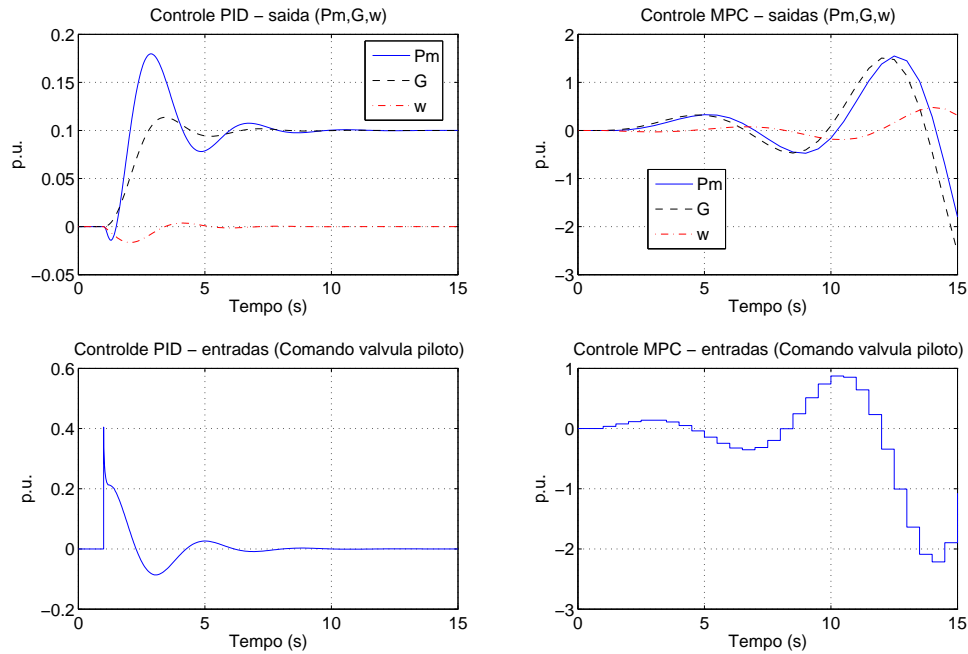 Controle PID − saida (Pm,G,w)
0.2
0.15
0.1
0.05
0
−0.05
p.u.
Pm
G
w
0
5
10
15
Tempo (s)
Controle MPC − saidas (Pm,G,w)
2
1
0
−1
−2
−3
p.u.
Pm
G
w
0
5
10
15
Tempo (s)
Controlde PID − entradas (Comando valvula piloto)
0.6
0.4
0.2
0
−0.2
p.u.
0
5
10
15
Tempo (s)
Controle MPC − entradas (Comando valvula piloto)
1
0
−1
−2
−3
p.u.
0
5
10
15
Tempo (s)